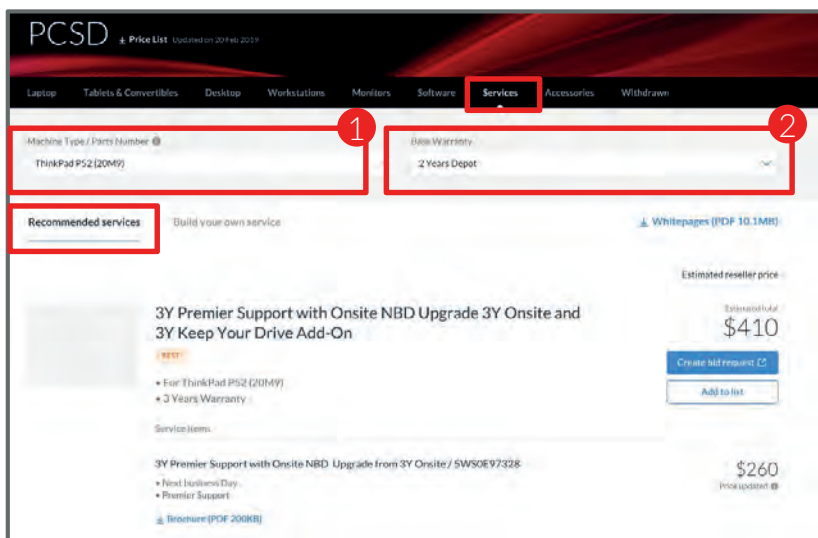 PCSD Price List Updated on 20 Feb 2019
Laptop Tablets & Convertibles Desktop Workstations Monitors Software Services Accessories Withdrawn
1
2
Machine Type / Parts Number
Base Warranty
ThinkPad P52 (20M9)
2 Years Depot
Recommended services Build your own service Whitepages (PDF 10.1MB)
Estimated reseller price
3Y Premier Support with Onsite NBD Upgrade 3Y Onsite and
3Y Keep Your Drive Add-On
Estimated total
$410
BEST
Create bid request
• For ThinkPad P52 (20M9)
• 3 Years Warranty
Add to list
Service items
3Y Premier Support with Onsite NBD Upgrade from 3Y Onsite / 5WS0E97328
$260
• Next business Day
• Premier Support
Price updated
Brochure (PDF 200KB)